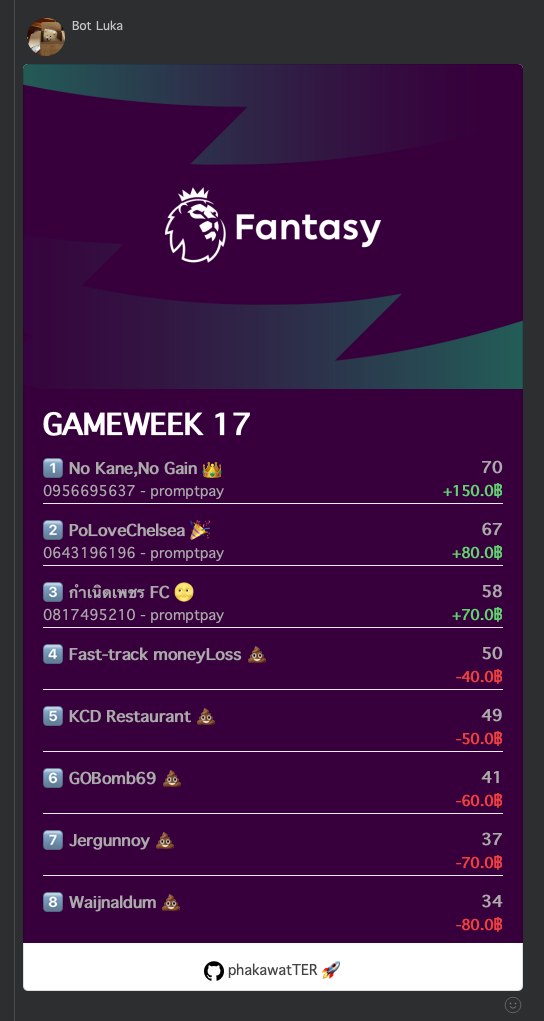 Bot Luka
Fantasy
GAMEWEEK 17
1️⃣ No Kane,No Gain 👑 70
0956695637 - promptpay +150.0฿
2️⃣ PoLoveChelsea 🎉 67
0643196196 - promptpay +80.0฿
3️⃣ กำเนิดเพชร FC 🌝 58
0817495210 - promptpay +70.0฿
4️⃣ Fast-track moneyLoss 💩 50
-40.0฿
5️⃣ KCD Restaurant 💩 49
-50.0฿
6️⃣ GOBomb69 💩 41
-60.0฿
7️⃣ Jergunnoy 💩 37
-70.0฿
8️⃣ Waijnaldum 💩 34
-80.0฿
phakawatTER 🚀